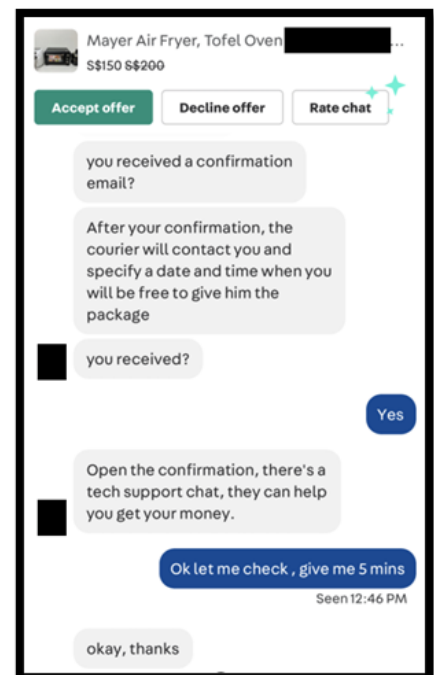 Mayer Air Fryer, Tofel Oven ...
S$150 S$200
Accept offer
Decline offer
Rate chat
you received a confirmation
email?
After your confirmation, the
courier will contact you and
specify a date and time when you
will be free to give him the
package
you received?
Yes
Open the confirmation, there's a
tech support chat, they can help
you get your money.
Ok let me check , give me 5 mins
Seen 12:46 PM
okay, thanks